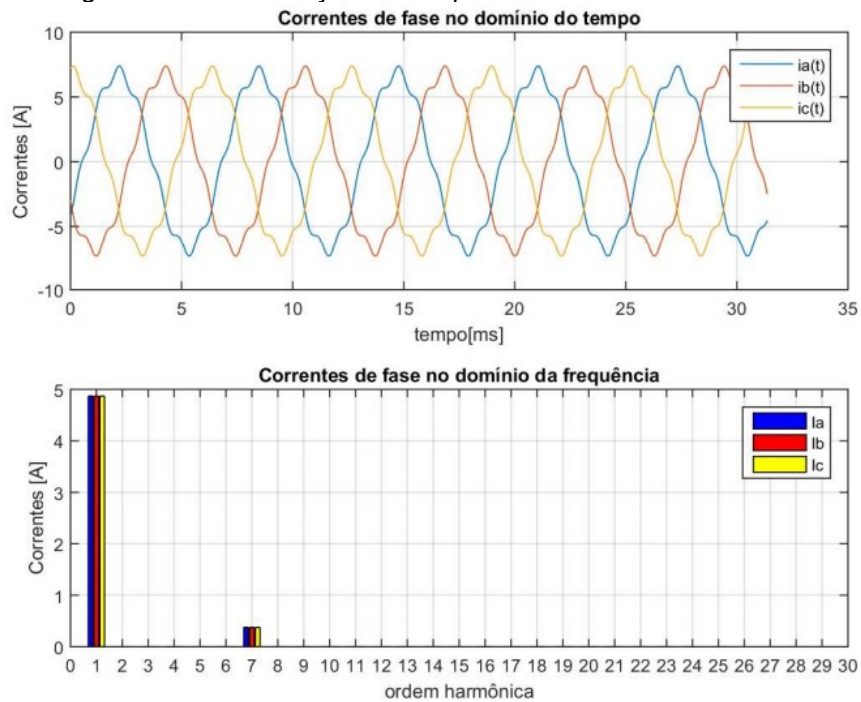 Correntes de fase no domínio do tempo
10
5
0
-5
-10
Correntes [A]
ia(t)
ib(t)
ic(t)
0 5 10 15 20 25 30 35
tempo[ms]
Correntes de fase no domínio da frequência
5
4
3
2
1
0
Correntes [A]
Ia
Ib
Ic
0 1 2 3 4 5 6 7 8 9 10 11 12 13 14 15 16 17 18 19 20 21 22 23 24 25 26 27 28 29 30
ordem harmônica